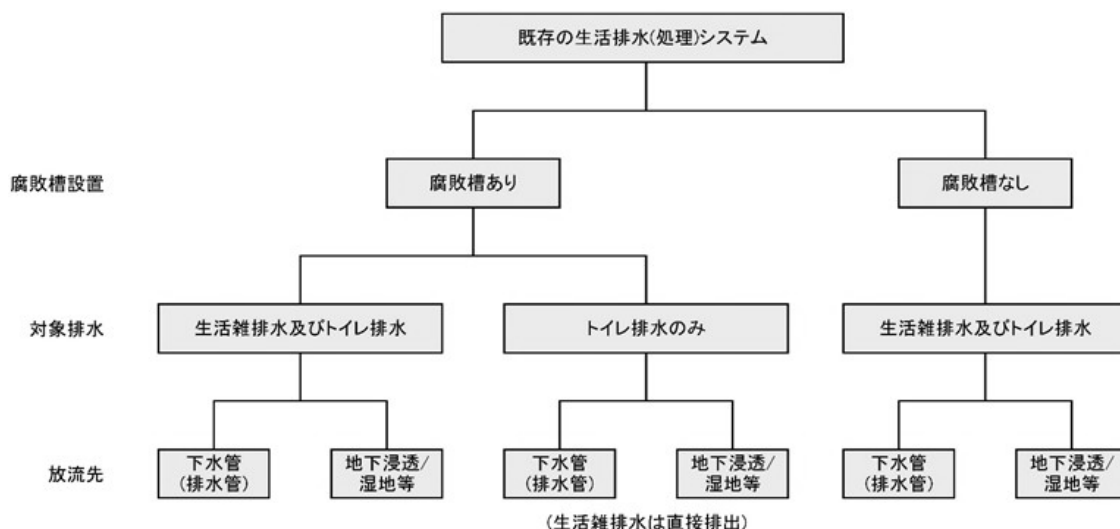 既存の生活排水(処理)システム
腐敗槽設置
腐敗槽あり
腐敗槽なし
対象排水
生活雑排水及びトイレ排水
トイレ排水のみ
生活雑排水及びトイレ排水
放流先
下水管
(排水管)
地下浸透/
湿地等
下水管
(排水管)
地下浸透/
湿地等
下水管
(排水管)
地下浸透/
湿地等
(生活雑排水は直接排出)